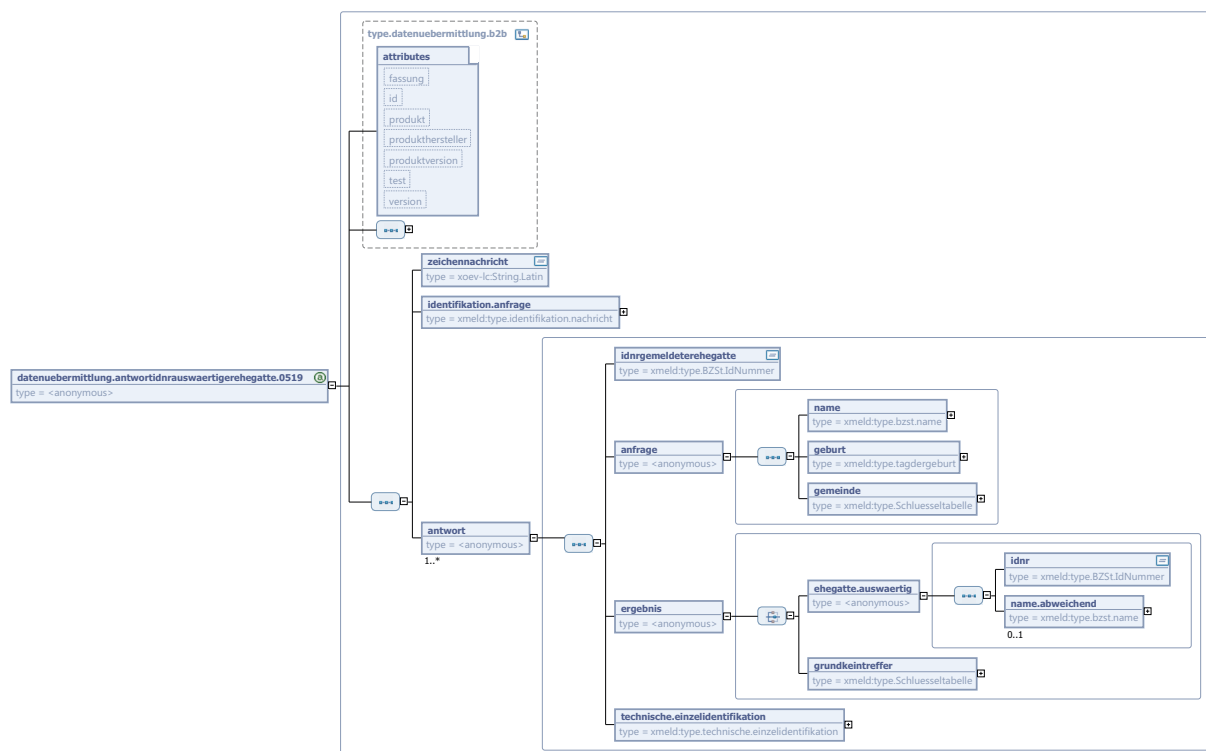 type.datenuebermittlung.b2b
attributes
fassung
id
produkt
produkthersteller
produktversion
test
version
zeichennachricht
type = xoev-lc:String.Latin
identifikation.anfrage
type = xmeld:type.identifikation.nachricht
datenuebermittlung.antwortidnrauswaertigerehegatte.0519
a
type = <anonymous>
antwort
type = <anonymous>
1..*
idnrgemeldeterehegatte
type = xmeld:type.BZSt.IdNummer
anfrage
type = <anonymous>
name
type = xmeld:type.bzst.name
geburt
type = xmeld:type.tagdergeburt
gemeinde
type = xmeld:type.Schluesseltabelle
ergebnis
type = <anonymous>
ehegatte.auswaertig
type = <anonymous>
idnr
type = xmeld:type.BZSt.IdNummer
name.abweichend
type = xmeld:type.bzst.name
0..1
grundkeintreffer
type = xmeld:type.Schluesseltabelle
technische.einzelidentifikation
type = xmeld:type.technische.einzelidentifikation